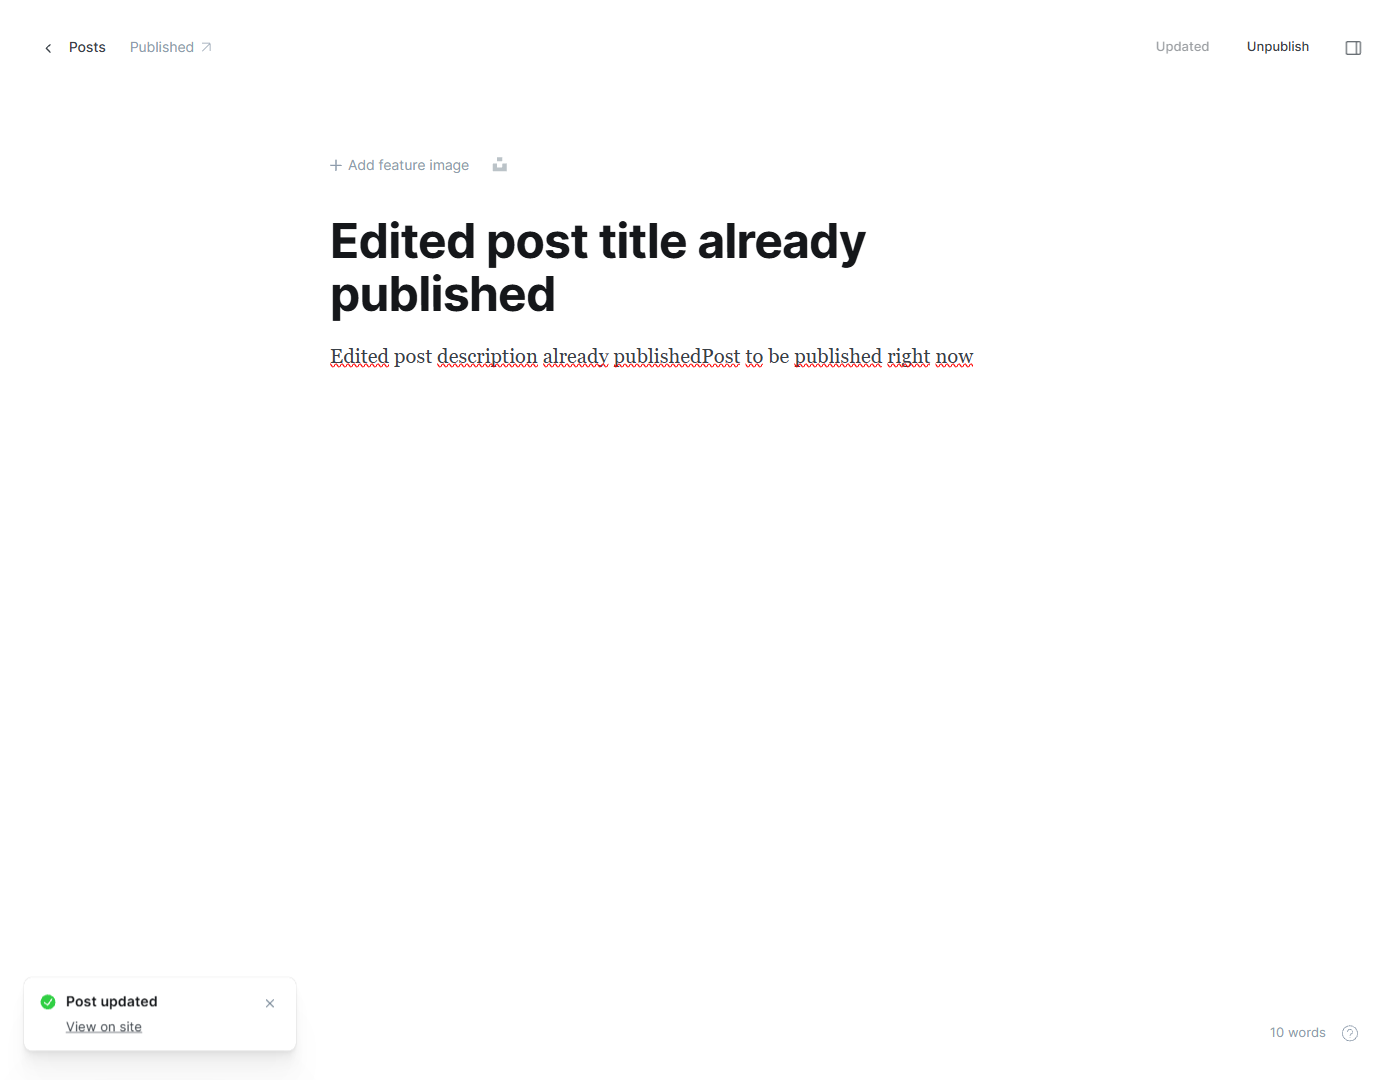 Posts Published Updated Unpublish
Add feature image
Edited post title already
published
Edited post description already publishedPost to be published right now
Post updated
View on site
10 words